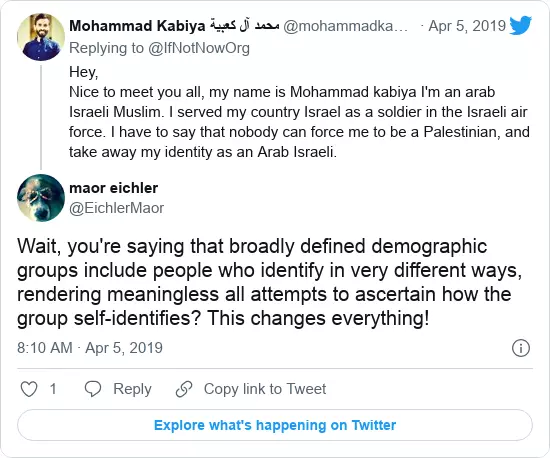 Mohammad Kabiya محمد آل كعبية @mohammadka... · Apr 5, 2019
Replying to @IfNotNowOrg
Hey,
Nice to meet you all, my name is Mohammad kabiya I'm an arab
Israeli Muslim. I served my country Israel as a soldier in the Israeli air
force. I have to say that nobody can force me to be a Palestinian, and
take away my identity as an Arab Israeli.
maor eichler
@EichlerMaor
Wait, you're saying that broadly defined demographic
groups include people who identify in very different ways,
rendering meaningless all attempts to ascertain how the
group self-identifies? This changes everything!
8:10 AM · Apr 5, 2019
1 Reply Copy link to Tweet
Explore what's happening on Twitter